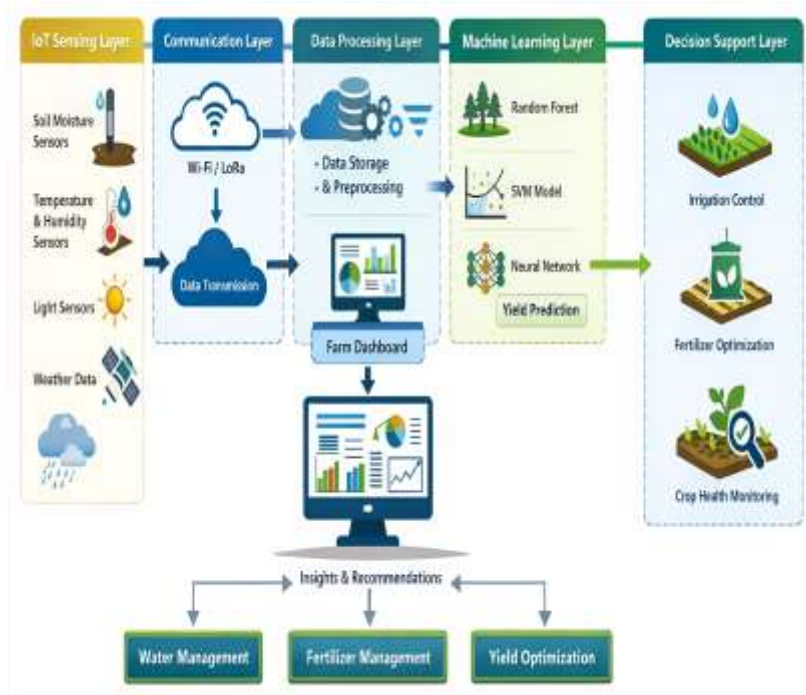 IoT Sensing Layer
Soil Moisture
Sensors
Temperature
& Humidity
Sensors
Light Sensors
Weather Data
Communication Layer
Wi-Fi / LoRa
Data Transmission
Data Processing Layer
- Data Storage
- & Preprocessing
Farm Dashboard
Machine Learning Layer
Random Forest
SVM Model
Neural Network
Yield Prediction
Decision Support Layer
Irrigation Control
Fertilizer Optimization
Crop Health Monitoring
Insights & Recommendations
Water Management
Fertilizer Management
Yield Optimization